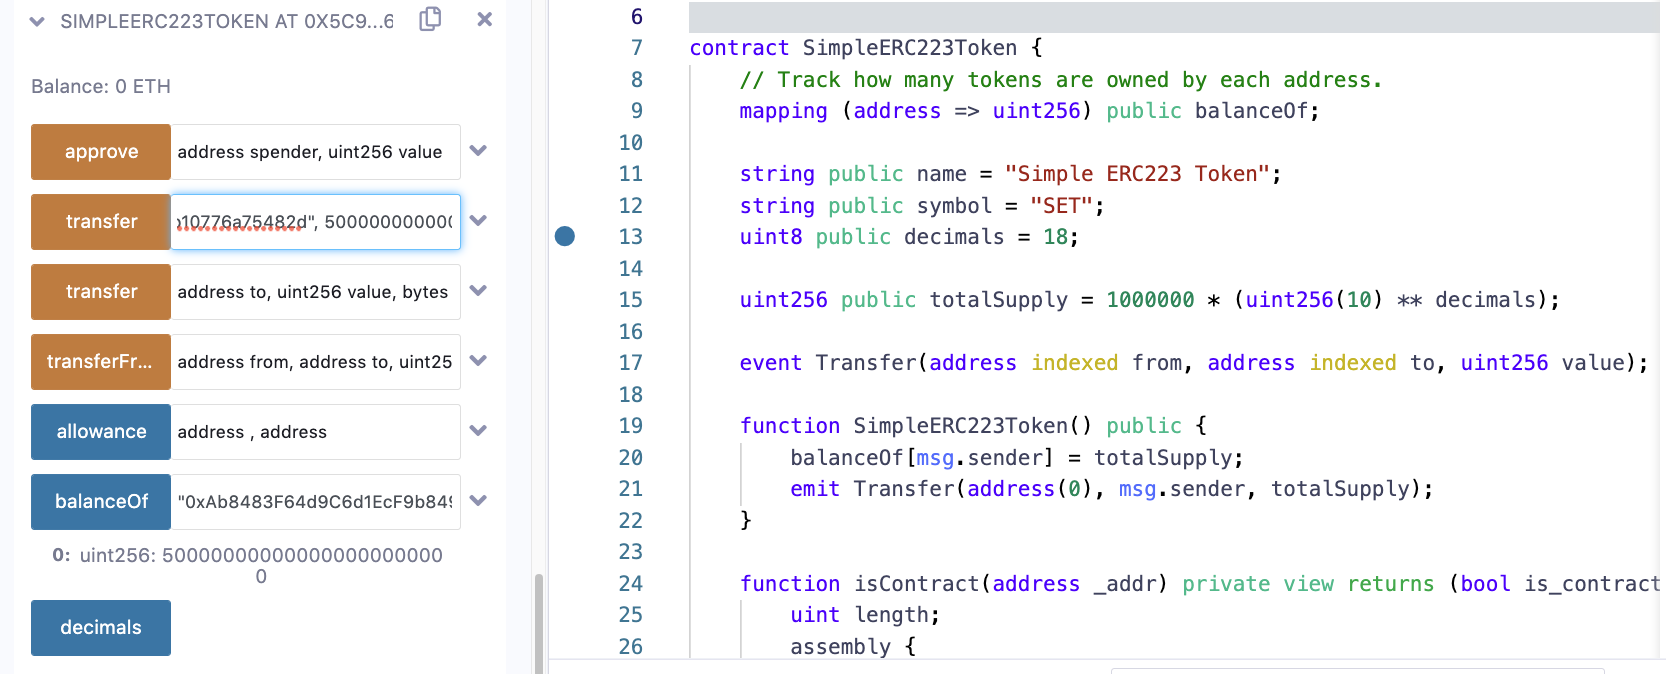 SIMPLEERC223TOKEN AT 0X5C9...6
Balance: 0 ETH
approve address spender, uint256 value
transfer 10776a75482d", 50000000000
transfer address to, uint256 value, bytes
transferFr... address from, address to, uint25
allowance address , address
balanceOf "0xAb8483F64d9C6d1EcF9b849
0: uint256: 5000000000000000000000000
0
decimals
6
7 contract SimpleERC223Token {
8 // Track how many tokens are owned by each address.
9 mapping (address => uint256) public balanceOf;
10
11 string public name = "Simple ERC223 Token";
12 string public symbol = "SET";
13 uint8 public decimals = 18;
14
15 uint256 public totalSupply = 1000000 * (uint256(10) ** decimals);
16
17 event Transfer(address indexed from, address indexed to, uint256 value);
18
19 function SimpleERC223Token() public {
20 balanceOf[msg.sender] = totalSupply;
21 emit Transfer(address(0), msg.sender, totalSupply);
22 }
23
24 function isContract(address _addr) private view returns (bool is_contract
25 uint length;
26 assembly {